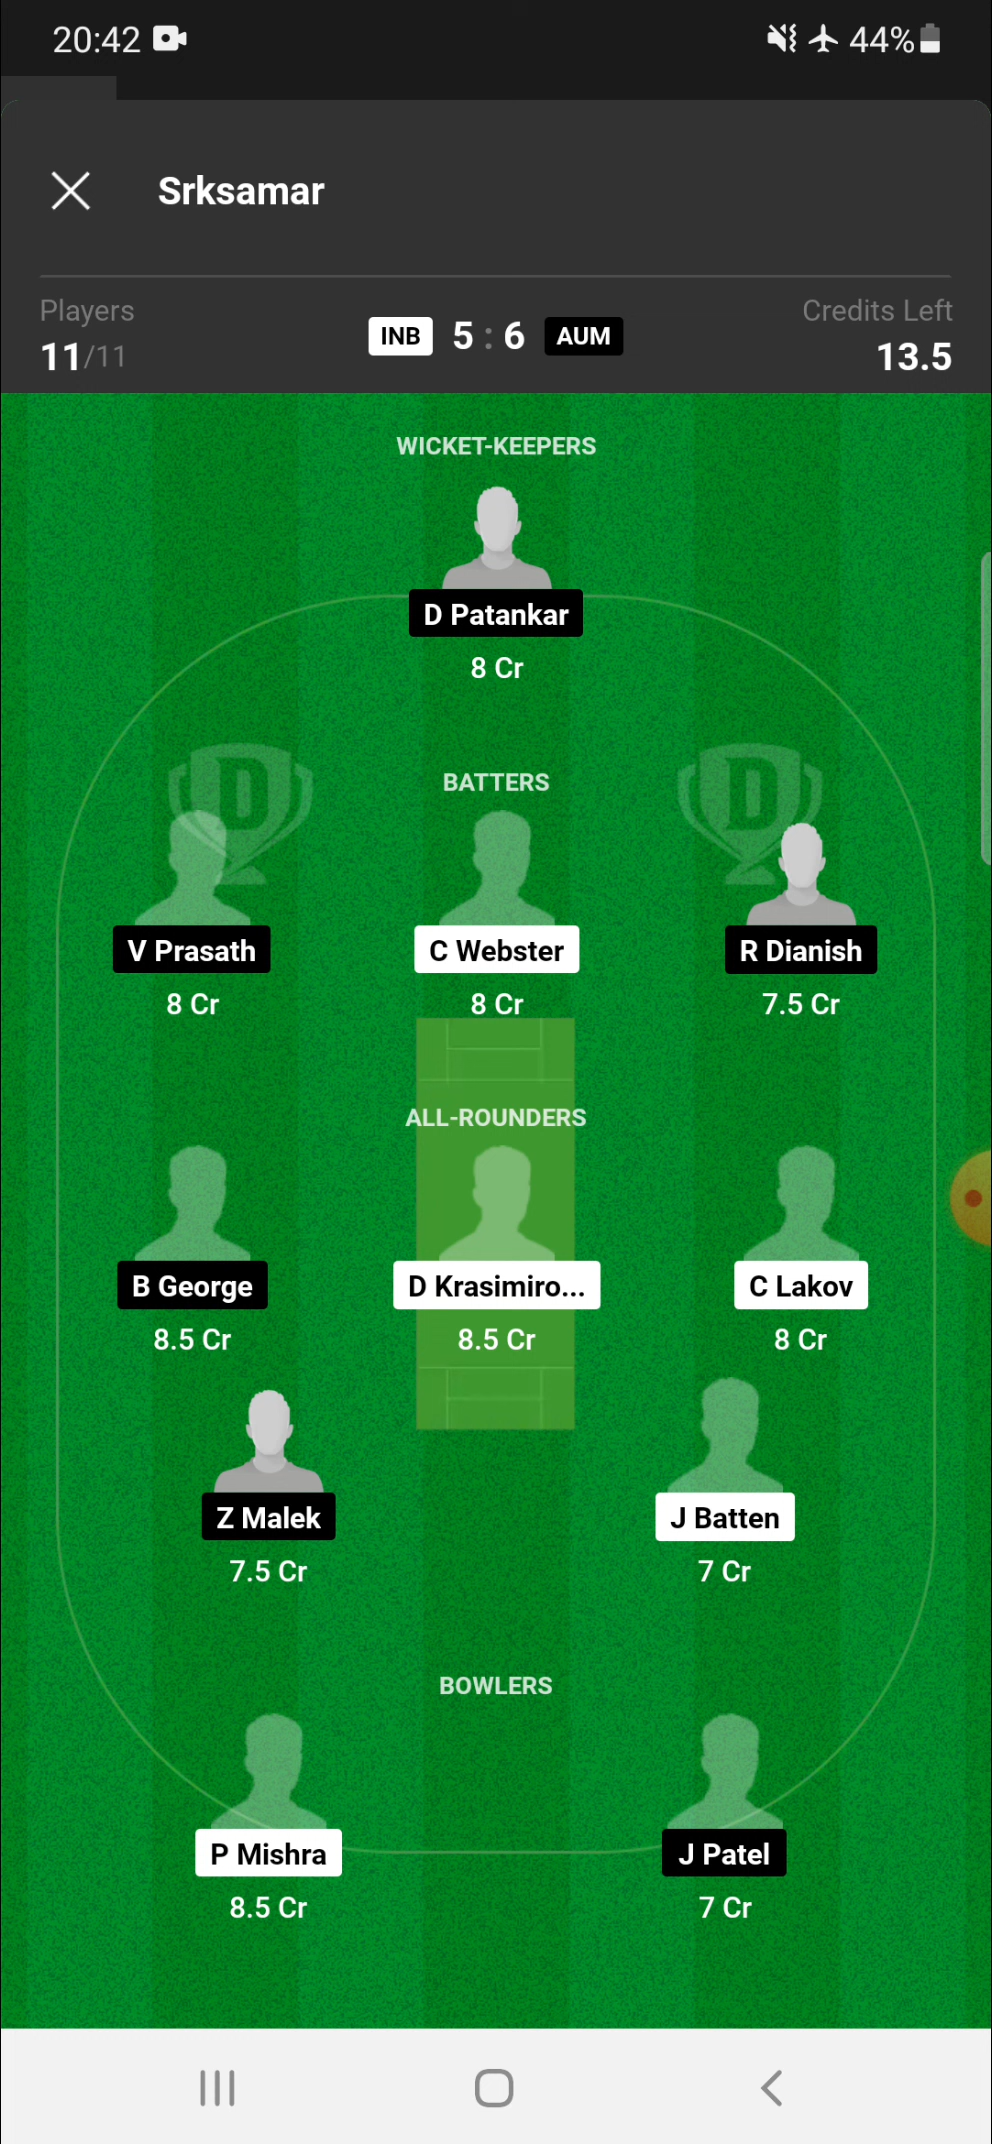 20:42
44%
Srksamar
Players
Credits Left
11/11
INB 5 : 6 AUM
13.5
WICKET-KEEPERS
D Patankar
8 Cr
BATTERS
V Prasath
C Webster
R Dianish
8 Cr
8 Cr
7.5 Cr
ALL-ROUNDERS
B George
D Krasimiro...
C Lakov
8.5 Cr
8.5 Cr
8 Cr
Z Malek
J Batten
7.5 Cr
7 Cr
BOWLERS
P Mishra
J Patel
8.5 Cr
7 Cr